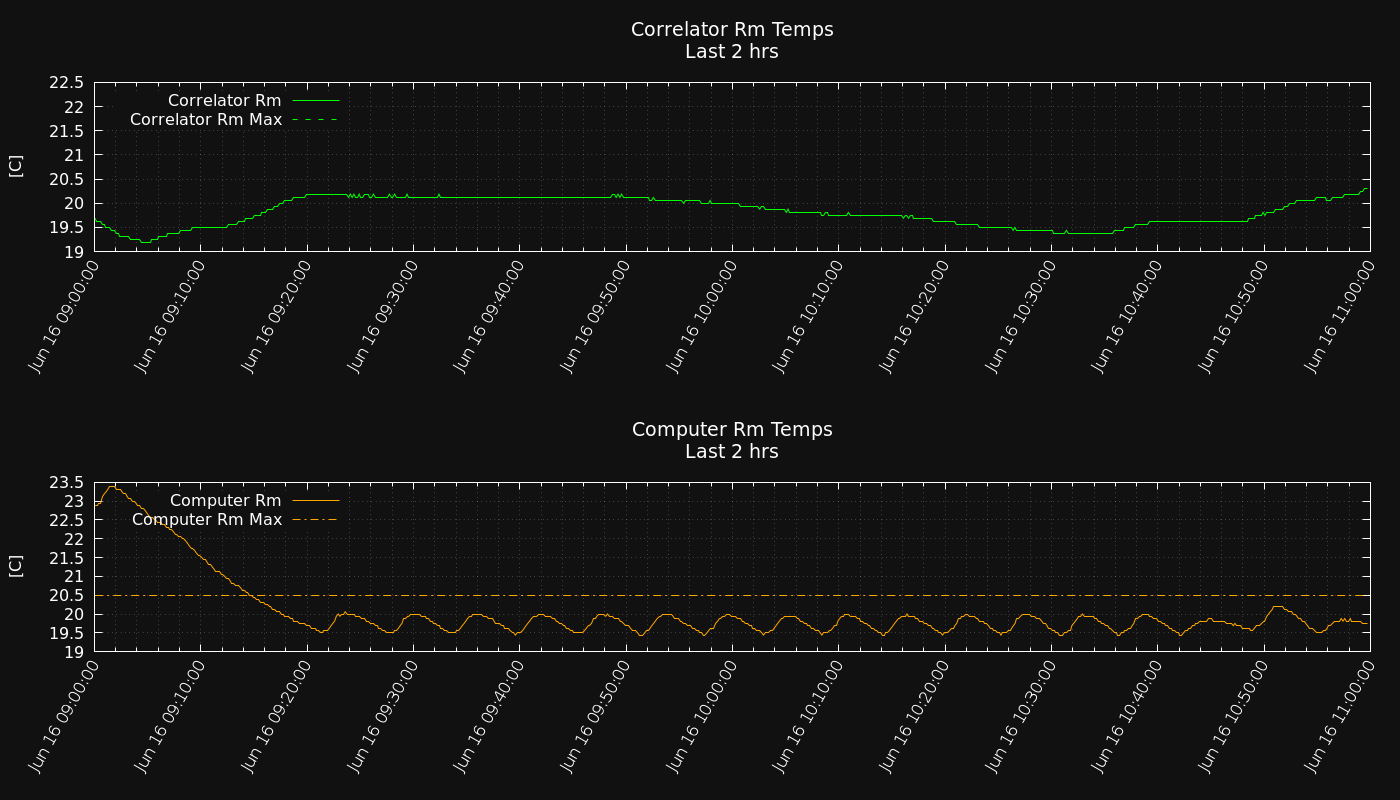 Correlator Rm Temps
Last 2 hrs
[C]
22.5
22
21.5
21
20.5
20
19.5
19
Correlator Rm
Correlator Rm Max
Jun 16 09:00:00
Jun 16 09:10:00
Jun 16 09:20:00
Jun 16 09:30:00
Jun 16 09:40:00
Jun 16 09:50:00
Jun 16 10:00:00
Jun 16 10:10:00
Jun 16 10:20:00
Jun 16 10:30:00
Jun 16 10:40:00
Jun 16 10:50:00
Jun 16 11:00:00
Computer Rm Temps
Last 2 hrs
[C]
23.5
23
22.5
22
21.5
21
20.5
20
19.5
19
Computer Rm
Computer Rm Max
Jun 16 09:00:00
Jun 16 09:10:00
Jun 16 09:20:00
Jun 16 09:30:00
Jun 16 09:40:00
Jun 16 09:50:00
Jun 16 10:00:00
Jun 16 10:10:00
Jun 16 10:20:00
Jun 16 10:30:00
Jun 16 10:40:00
Jun 16 10:50:00
Jun 16 11:00:00